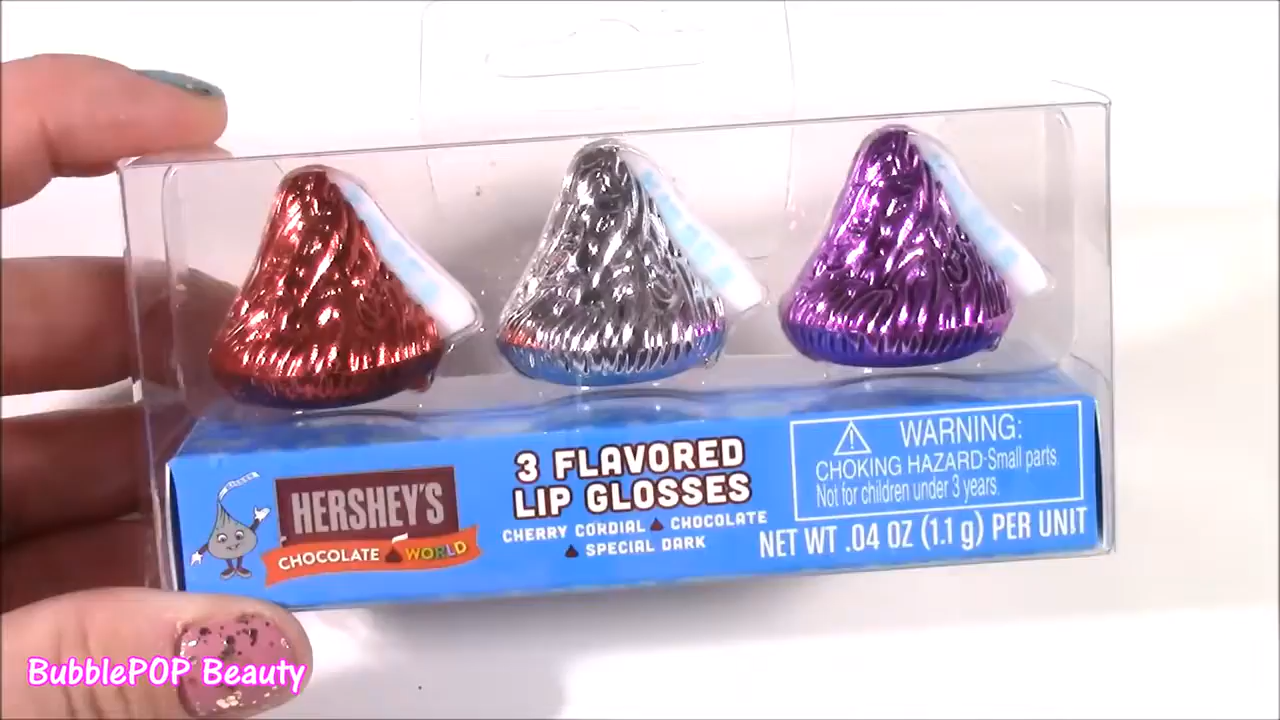 HERSHEY'S
CHOCOLATE WORLD
3 FLAVORED
LIP GLOSSES
CHERRY CORDIAL CHOCOLATE
SPECIAL DARK
WARNING:
CHOKING HAZARD-Small parts.
Not for children under 3 years.
NET WT .04 OZ (1.1 g) PER UNIT
BubblePOP Beauty